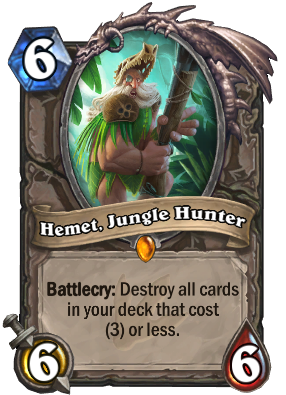 6
Hemet, Jungle Hunter
Battlecry: Destroy all cards
in your deck that cost
(3) or less.
6 6